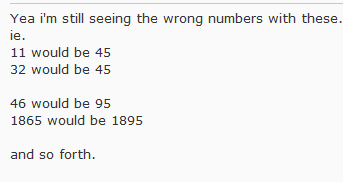 Yea i'm still seeing the wrong numbers with these.
ie.
11 would be 45
32 would be 45
46 would be 95
1865 would be 1895
and so forth.